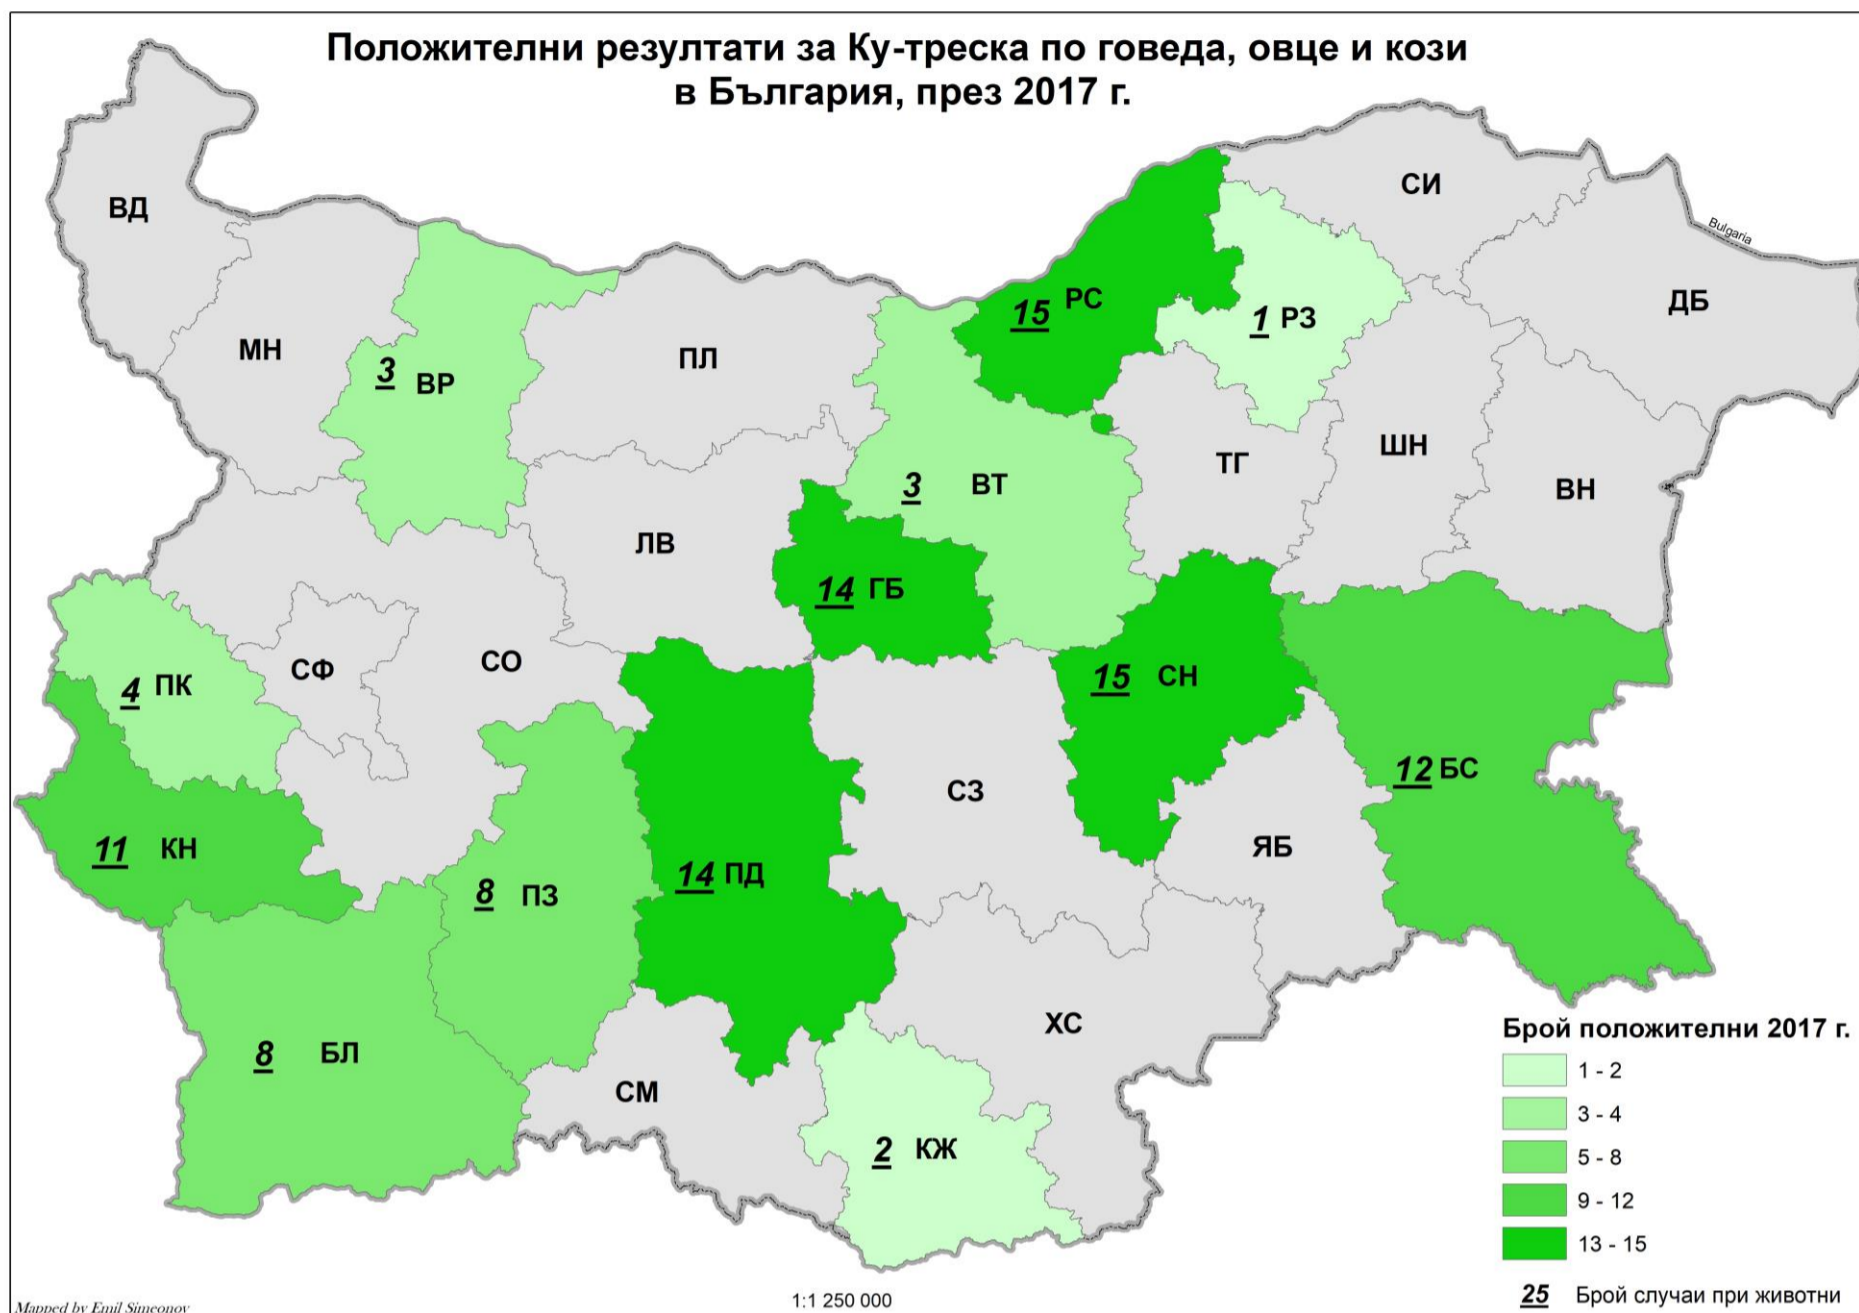 Положителни резултати за Ку-треска по говеда, овце и кози
в България, през 2017 г.
ВД
СИ
Bulgaria
ДБ
МН
3 ВР
ПЛ
15 РС
1 РЗ
ШН
ТГ
ВН
3 ВТ
ЛВ
14 ГБ
СФ
СО
4 ПК
15 СН
12 БС
СЗ
11 КН
ЯБ
8 ПЗ
14 ПД
ХС
8 БЛ
СМ
2 КЖ
Брой положителни 2017 г.
1 - 2
3 - 4
5 - 8
9 - 12
13 - 15
25 Брой случаи при животни
1:1 250 000
Mapped by Emil Simeonov